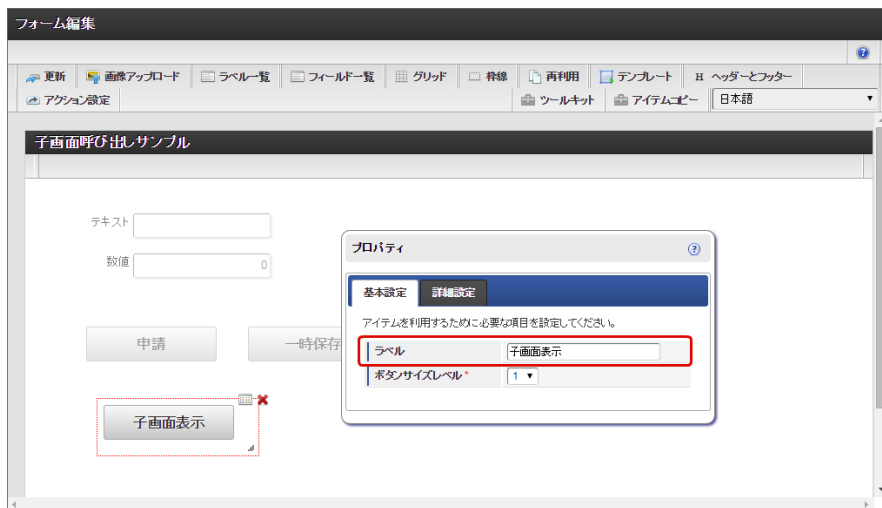 フォーム編集
更新 画像アップロード ラベル一覧 フィールド一覧 グリッド 枠線 再利用 テンプレート H ヘッダーとフッター
アクション設定 ツールキット アイテムコピー 日本語
子画面呼び出しサンプル
テキスト
数値 0
プロパティ
基本設定 詳細設定
アイテムを利用するために必要な項目を設定してください。
ラベル 子画面表示
ボタンサイズレベル* 1
申請 一時保存
子画面表示